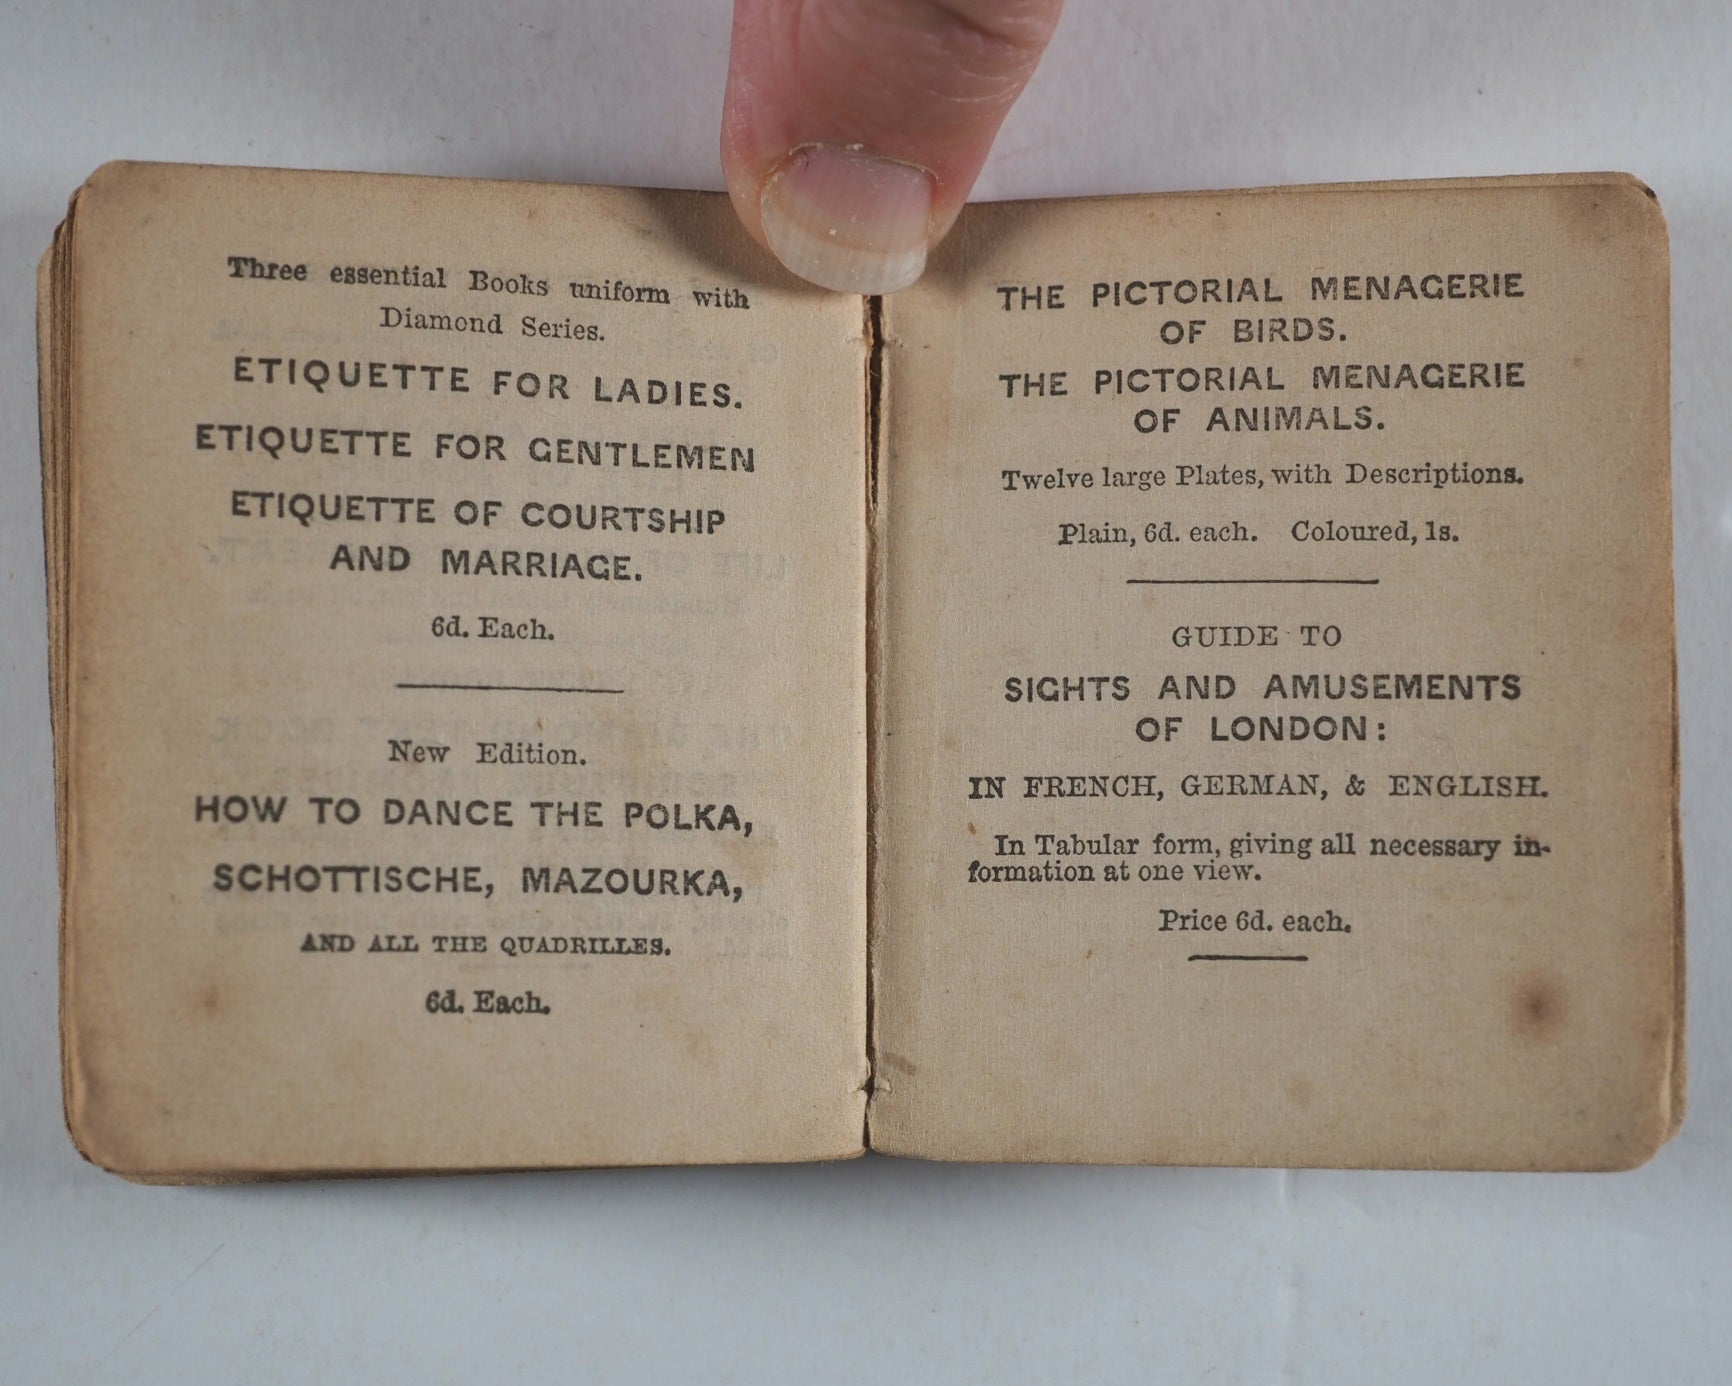 Three essential Books uniform with
Diamond Series.
ETIQUETTE FOR LADIES.
ETIQUETTE FOR GENTLEMEN
ETIQUETTE OF COURTSHIP
AND MARRIAGE.
6d. Each.
New Edition.
HOW TO DANCE THE POLKA,
SCHOTTISCHE, MAZOURKA,
AND ALL THE QUADRILLES.
6d. Each.
THE PICTORIAL MENAGERIE
OF BIRDS.
THE PICTORIAL MENAGERIE
OF ANIMALS.
Twelve large Plates, with Descriptions.
Plain, 6d. each. Coloured, 1s.
GUIDE TO
SIGHTS AND AMUSEMENTS
OF LONDON:
IN FRENCH, GERMAN, & ENGLISH.
In Tabular form, giving all necessary in-
formation at one view.
Price 6d. each.